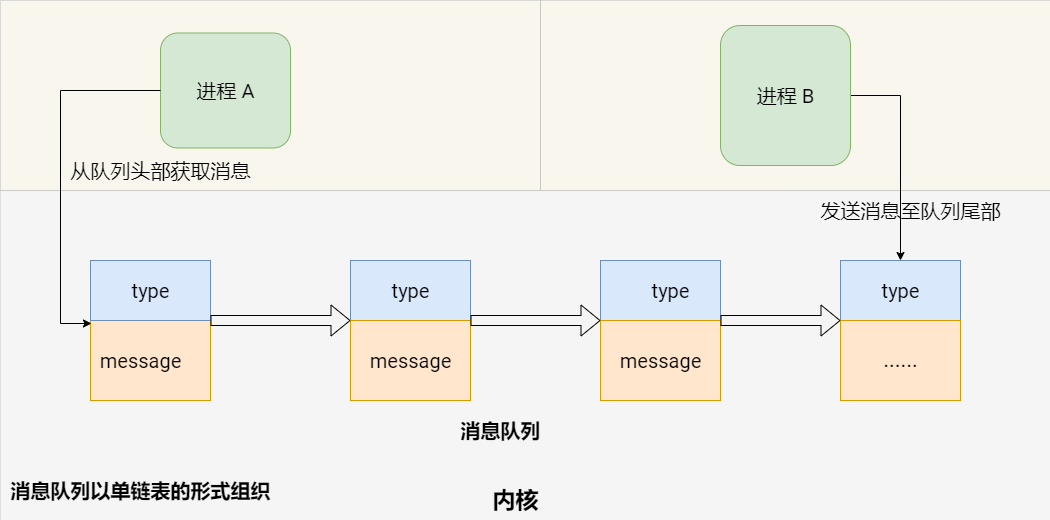 进程 A
进程 B
从队列头部获取消息
发送消息至队列尾部
type
type
type
type
message
message
message
......
消息队列
消息队列以单链表的形式组织
内核